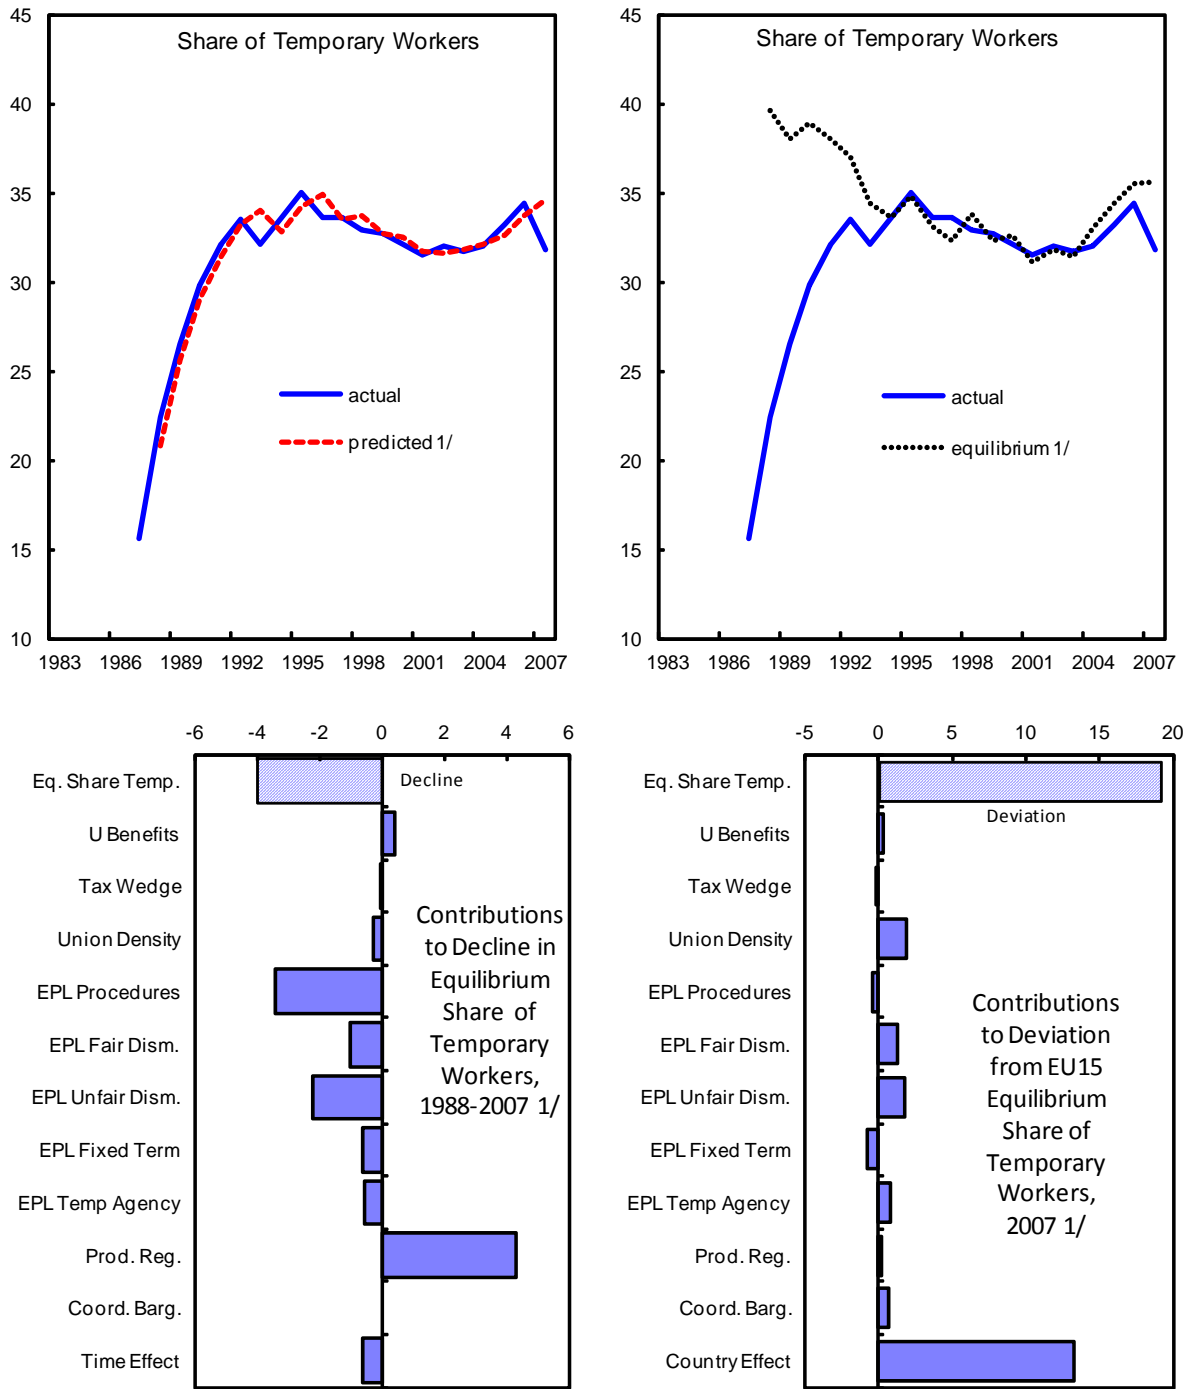 Share of Temporary Workers
45
40
35
30
25
20
15
10
actual
predicted 1/
1983 1986 1989 1992 1995 1998 2001 2004 2007
Share of Temporary Workers
45
40
35
30
25
20
15
10
actual
equilibrium 1/
1983 1986 1989 1992 1995 1998 2001 2004 2007
-6 -4 -2 0 2 4 6
Eq. Share Temp.
U Benefits
Tax Wedge
Union Density
EPL Procedures
EPL Fair Dism.
EPL Unfair Dism.
EPL Fixed Term
EPL Temp Agency
Prod. Reg.
Coord. Barg.
Time Effect
Decline
Contributions
to Decline in
Equilibrium
Share of
Temporary
Workers,
1988-2007 1/
-5 0 5 10 15 20
Eq. Share Temp.
U Benefits
Tax Wedge
Union Density
EPL Procedures
EPL Fair Dism.
EPL Unfair Dism.
EPL Fixed Term
EPL Temp Agency
Prod. Reg.
Coord. Barg.
Country Effect
Deviation
Contributions
to Deviation
from EU15
Equilibrium
Share of
Temporary
Workers,
2007 1/